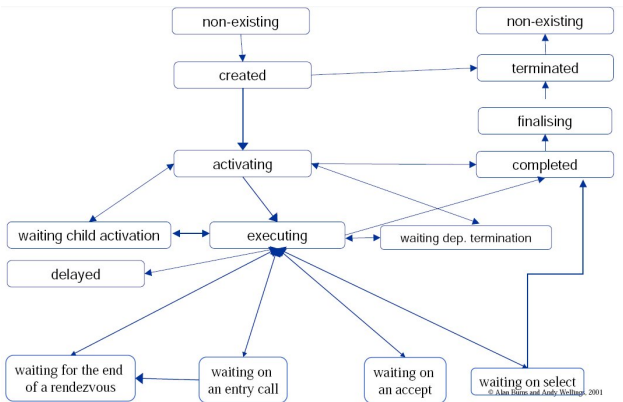 non-existing
non-existing
created
terminated
finalising
activating
completed
waiting child activation
executing
waiting dep. termination
delayed
waiting for the end
of a rendezvous
waiting on
an entry call
waiting on
an accept
waiting on select
© Alan Burns and Andy Wellings, 2001